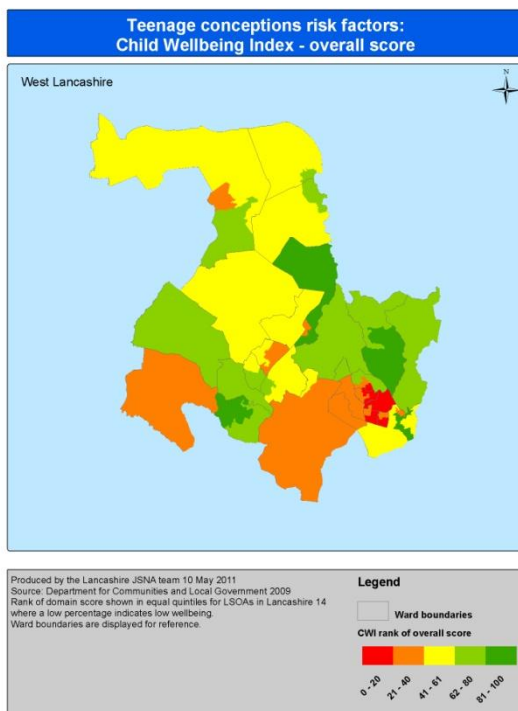 Teenage conceptions risk factors:
Child Wellbeing Index - overall score
West Lancashire
N
Produced by the Lancashire JSNA team 10 May 2011
Source: Department for Communities and Local Government 2009
Rank of domain score shown in equal quintiles for LSOAs in Lancashire 14
where a low percentage indicates low wellbeing.
Ward boundaries are displayed for reference.
Legend
Ward boundaries
CWI rank of overall score
0 - 20
21 - 40
41 - 61
62 - 80
81 - 100